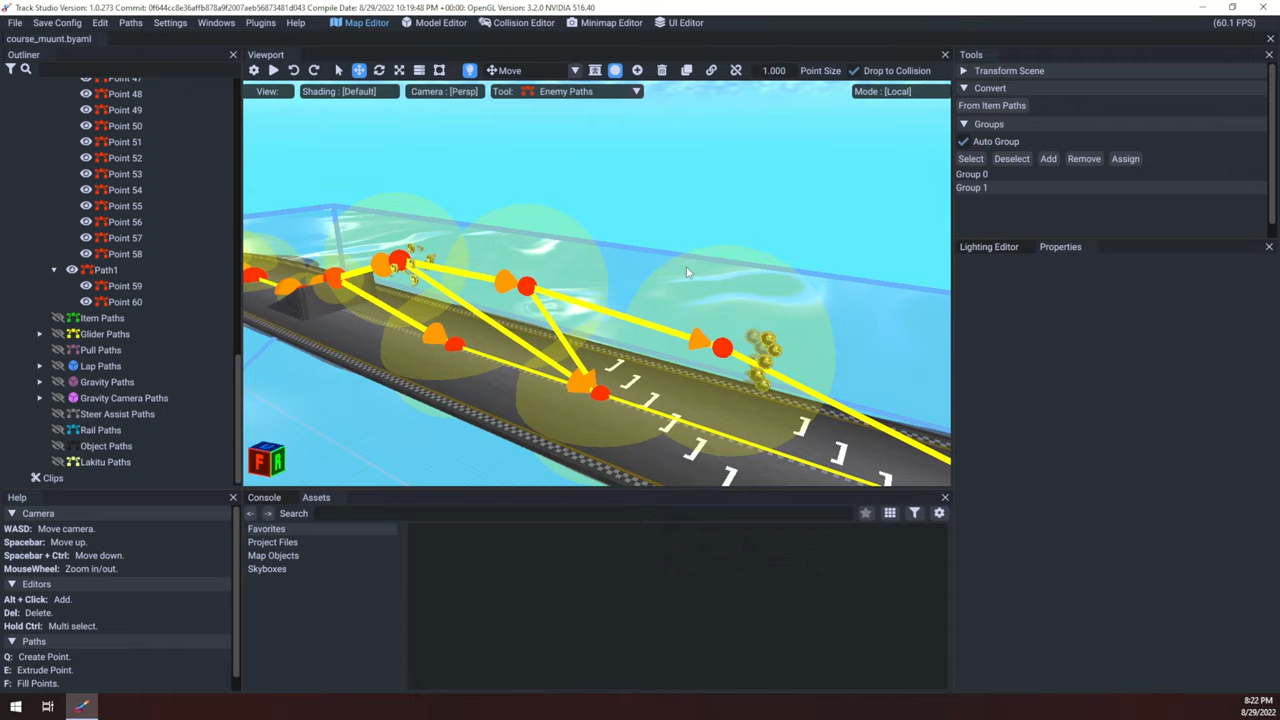 Track Studio Version: 1.0.273 Commit: 0f644cc8e36affb878a9f2007aeb56873481d043 Compile Date: 8/29/2022 10:19:48 PM +00:00: OpenGL Version: 3.2.0 NVIDIA 516.40
File Save Config Edit Paths Settings Windows Plugins Help Map Editor Model Editor Collision Editor Minimap Editor UI Editor (60.1 FPS)
course_muunt.byaml
Outliner
Point 47
Point 48
Point 49
Point 50
Point 51
Point 52
Point 53
Point 54
Point 55
Point 56
Point 57
Point 58
Path1
Point 59
Point 60
Item Paths
Glider Paths
Pull Paths
Lap Paths
Gravity Paths
Gravity Camera Paths
Steer Assist Paths
Rail Paths
Object Paths
Lakitu Paths
Clips
Viewport
Move 1.000 Point Size Drop to Collision
View: Shading : [Default] Camera : [Persp] Tool: Enemy Paths Mode : [Local]
F R
Tools
Transform Scene
Convert
From Item Paths
Groups
Auto Group
Select Deselect Add Remove Assign
Group 0
Group 1
Lighting Editor Properties
Help
Camera
WASD: Move camera.
Spacebar: Move up.
Spacebar + Ctrl: Move down.
MouseWheel: Zoom in/out.
Editors
Alt + Click: Add.
Del: Delete.
Hold Ctrl: Multi select.
Paths
Q: Create Point.
E: Extrude Point.
F: Fill Points.
Console Assets
<- -> Search
Favorites
Project Files
Map Objects
Skyboxes
8:22 PM
8/29/2022